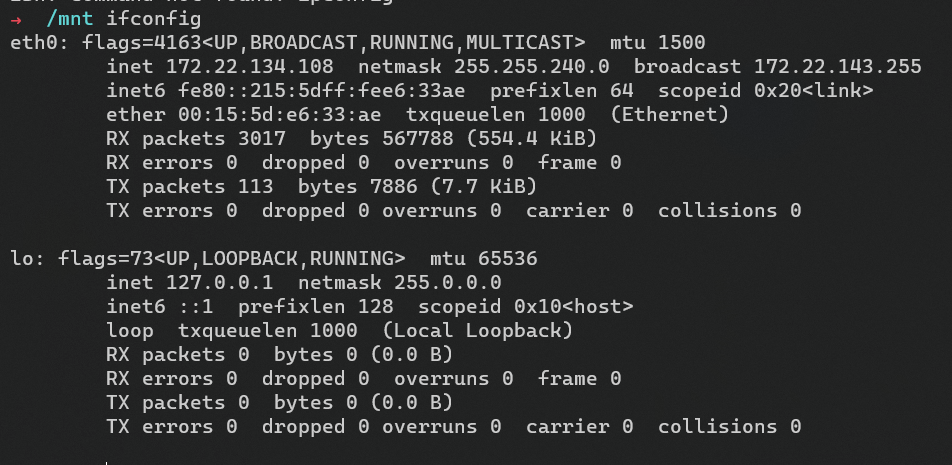 → /mnt ifconfig
eth0: flags=4163<UP,BROADCAST,RUNNING,MULTICAST>  mtu 1500
        inet 172.22.134.108  netmask 255.255.240.0  broadcast 172.22.143.255
        inet6 fe80::215:5dff:fee6:33ae  prefixlen 64  scopeid 0x20<link>
        ether 00:15:5d:e6:33:ae  txqueuelen 1000  (Ethernet)
        RX packets 3017  bytes 567788 (554.4 KiB)
        RX errors 0  dropped 0  overruns 0  frame 0
        TX packets 113  bytes 7886 (7.7 KiB)
        TX errors 0  dropped 0 overruns 0  carrier 0  collisions 0

lo: flags=73<UP,LOOPBACK,RUNNING>  mtu 65536
        inet 127.0.0.1  netmask 255.0.0.0
        inet6 ::1  prefixlen 128  scopeid 0x10<host>
        loop  txqueuelen 1000  (Local Loopback)
        RX packets 0  bytes 0 (0.0 B)
        RX errors 0  dropped 0  overruns 0  frame 0
        TX packets 0  bytes 0 (0.0 B)
        TX errors 0  dropped 0 overruns 0  carrier 0  collisions 0